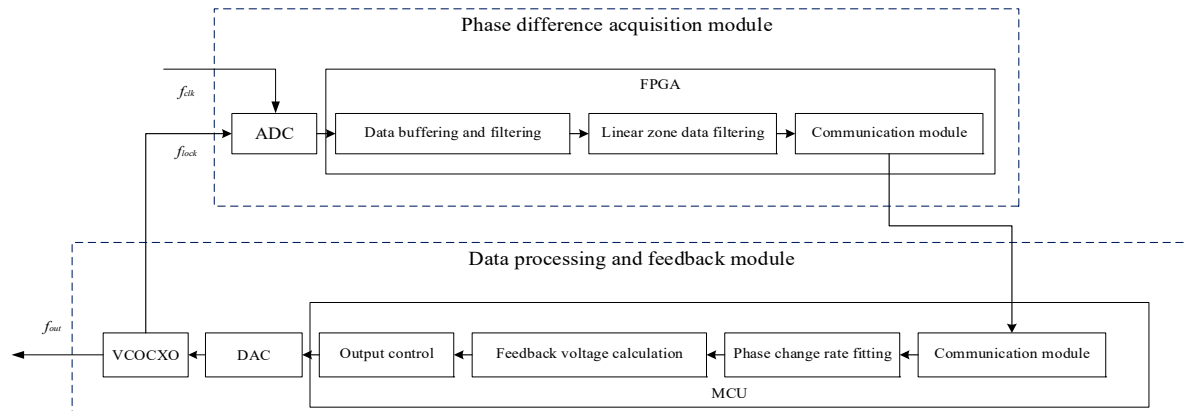 Phase difference acquisition module
FPGA
fclk
ADC
Data buffering and filtering
Linear zone data filtering
Communication module
flock
Data processing and feedback module
fout
VCOCXO
DAC
Output control
Feedback voltage calculation
Phase change rate fitting
Communication module
MCU